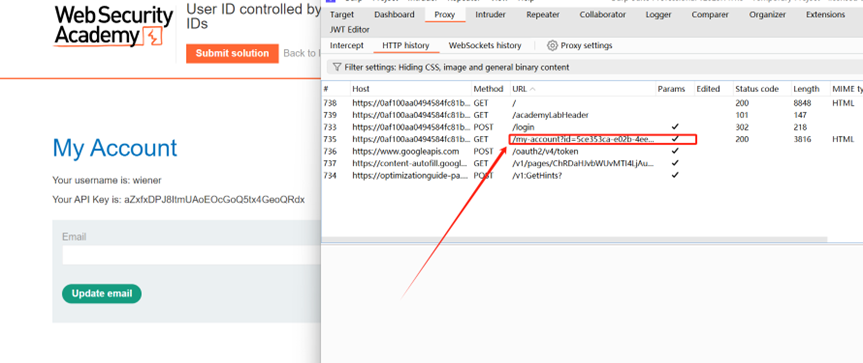 Web Security
Academy
User ID controlled by
IDs
Submit solution
Back to
My Account
Your username is: wiener
Your API Key is: aZxfxDPJ8ItmUAoEOcGoQ5tx4GeoQRdx
Email
Update email
Target Dashboard Proxy Intruder Repeater Collaborator Logger Comparer Organizer Extensions
JWT Editor
Intercept HTTP history WebSockets history Proxy settings
Filter settings: Hiding CSS, image and general binary content
# Host Method URL Params Edited Status code Length MIME ty
738 https://0af100aa0494584fc81b... GET / 200 8848 HTML
739 https://0af100aa0494584fc81b... GET /academyLabHeader 101 147
733 https://0af100aa0494584fc81b... POST /login ✓ 302 218
735 https://0af100aa0494584fc81b... GET /my-account?id=5ce353ca-e02b-4ee... ✓ 200 3816 HTML
736 https://www.googleapis.com POST /oauth2/v4/token ✓
737 https://content-autofill.googl... GET /v1/pages/ChRDaHJvbWUvMTI4LjAu... ✓
734 https://optimizationguide-pa.... POST /v1:GetHints? ✓